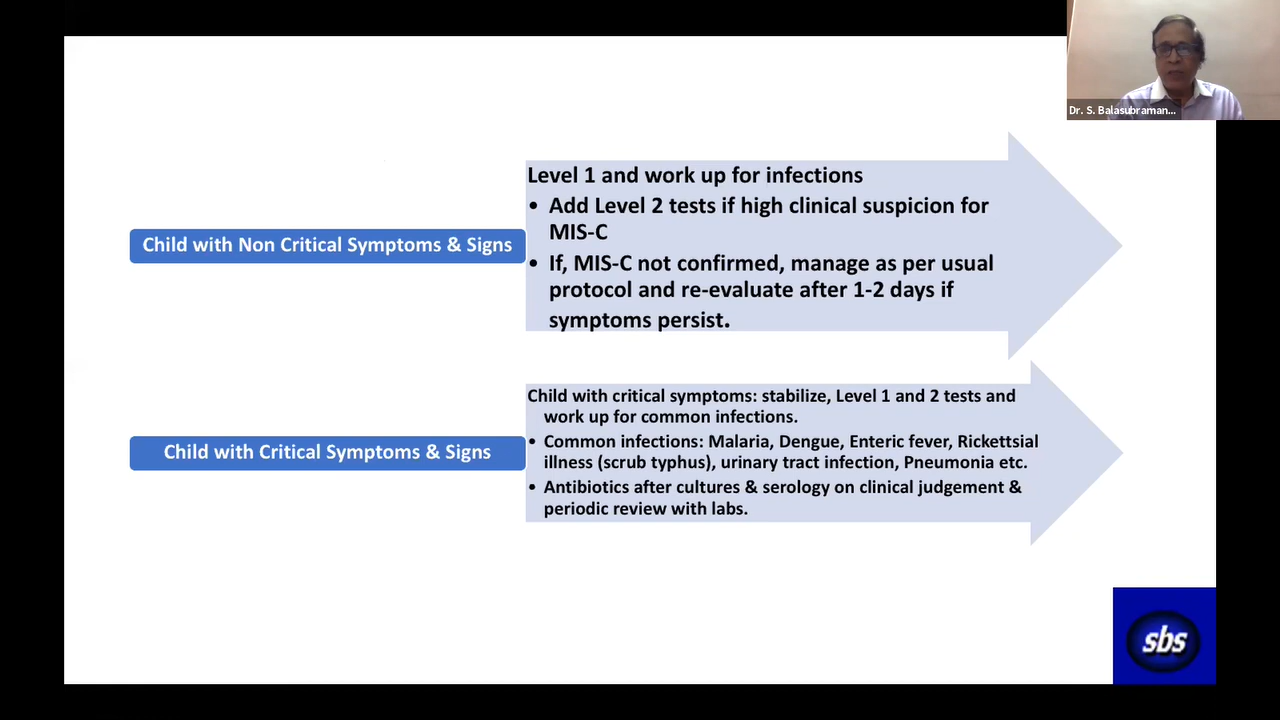 Dr. S. Balasubraman...
Level 1 and work up for infections
• Add Level 2 tests if high clinical suspicion for
MIS-C
Child with Non Critical Symptoms & Signs
• If, MIS-C not confirmed, manage as per usual
protocol and re-evaluate after 1-2 days if
symptoms persist.
Child with critical symptoms: stabilize, Level 1 and 2 tests and
work up for common infections.
Child with Critical Symptoms & Signs
• Common infections: Malaria, Dengue, Enteric fever, Rickettsial
illness (scrub typhus), urinary tract infection, Pneumonia etc.
• Antibiotics after cultures & serology on clinical judgement &
periodic review with labs.
sbs